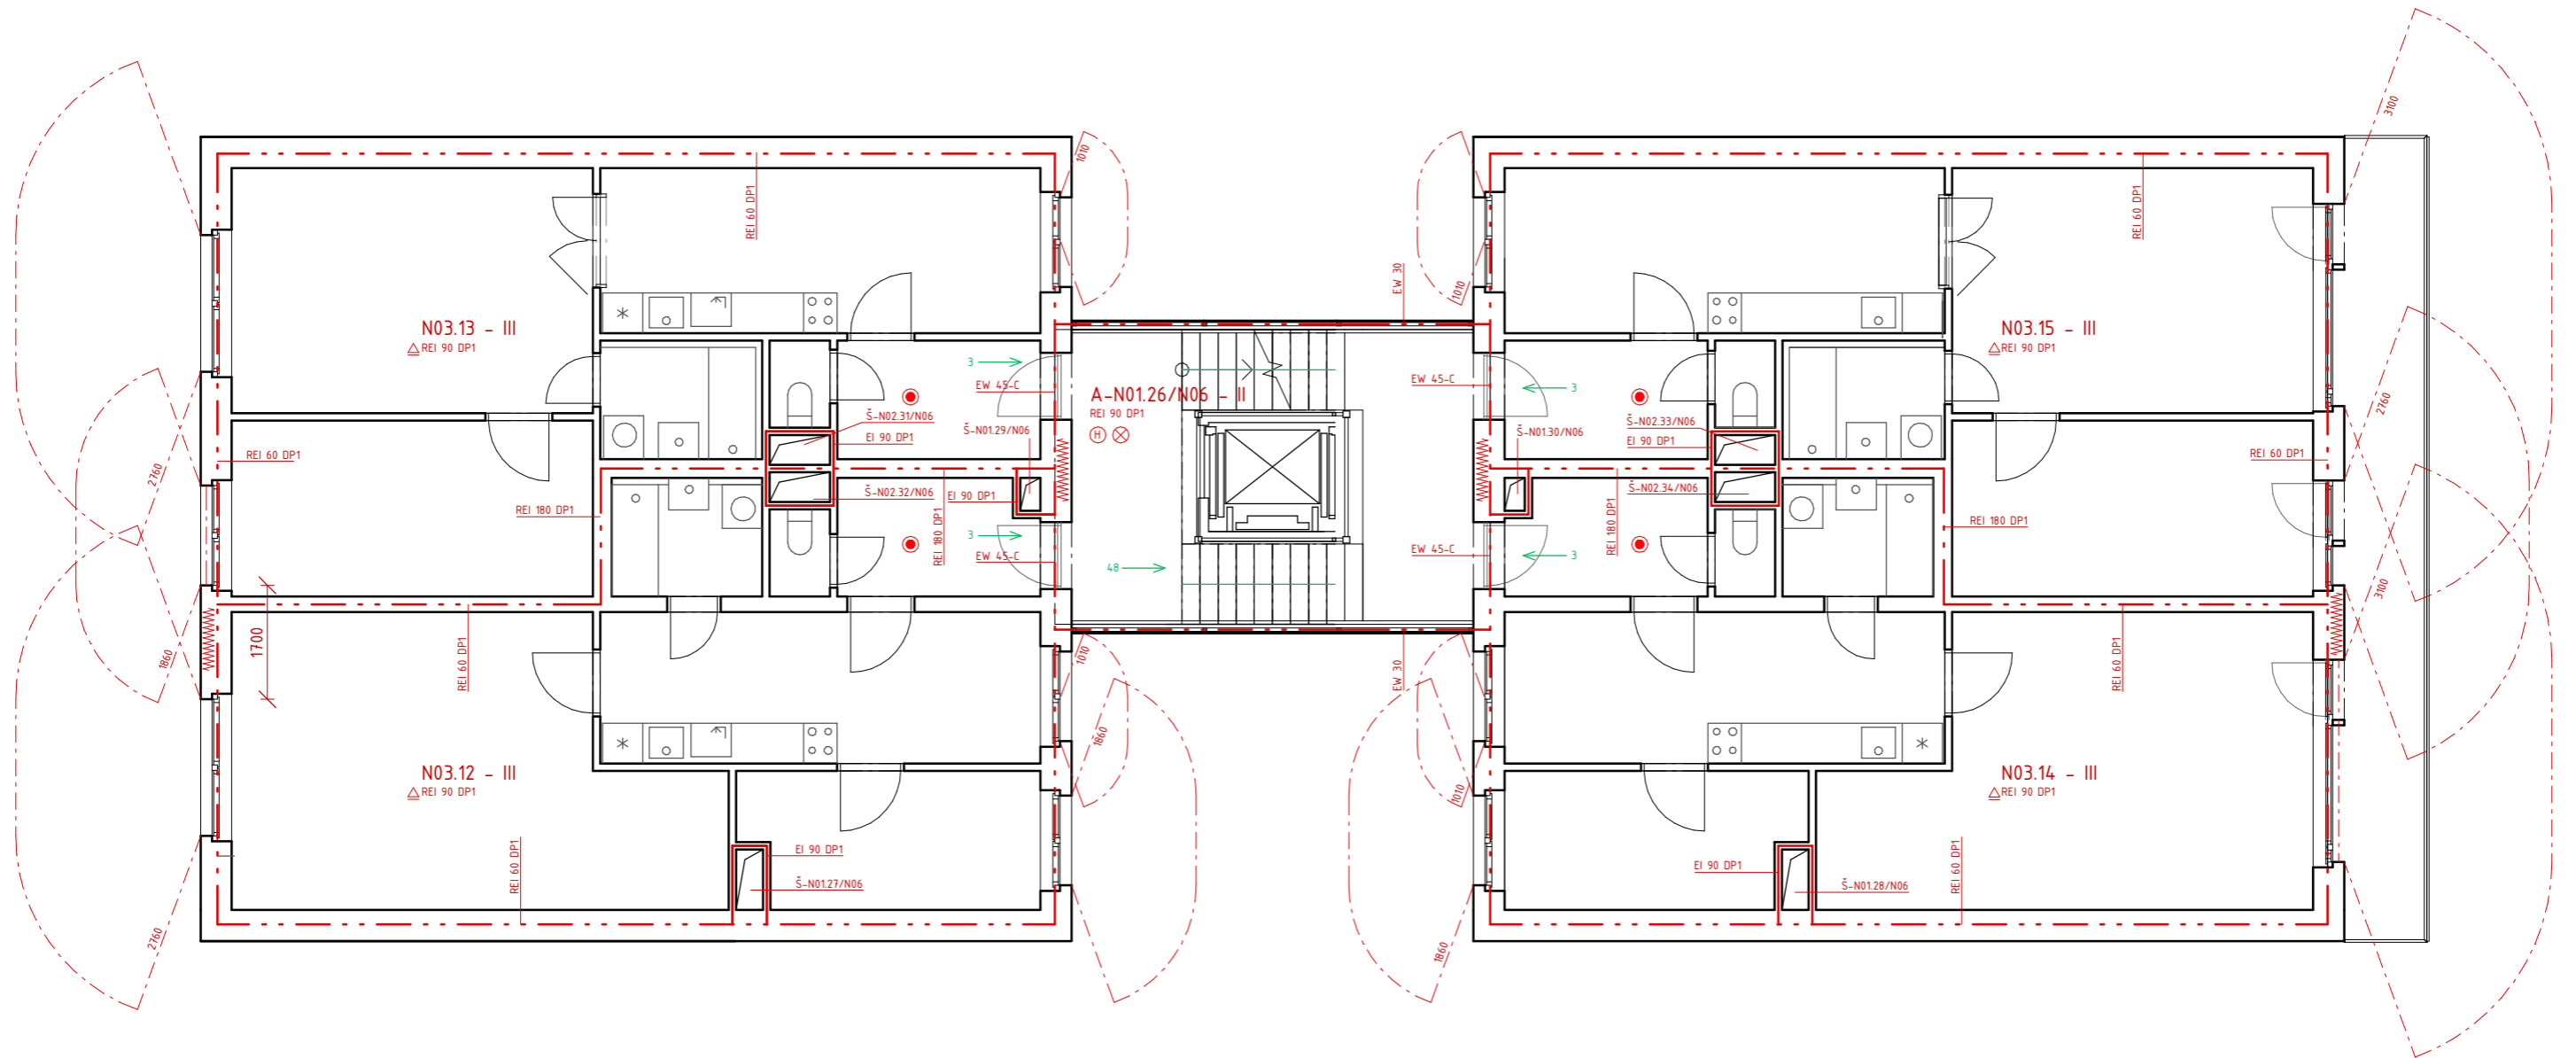 3100
1010
REI 60 DP1
REI 60 DP1
EW 30
1010
N03.13 - III
REI 90 DP1
N03.15 - III
REI 90 DP1
3
EW 45-C
A-N01.26/N06 - II
REI 90 DP1
H
EW 45-C
3
2760
Š-N02.31/N06
EI 90 DP1
Š-N01.29/N06
Š-N01.30/N06
Š-N02.33/N06
EI 90 DP1
REI 60 DP1
REI 60 DP1
2760
Š-N02.32/N06
EI 90 DP1
Š-N02.34/N06
REI 180 DP1
REI 180 DP1
REI 180 DP1
REI 180 DP1
3
EW 45-C
EW 45-C
3
48
3100
1700
1860
REI 60 DP1
1010
EW 30
REI 60 DP1
1860
N03.12 - III
REI 90 DP1
1010
N03.14 - III
REI 90 DP1
REI 60 DP1
EI 90 DP1
Š-N01.27/N06
EI 90 DP1
Š-N01.28/N06
REI 60 DP1
2760
1860